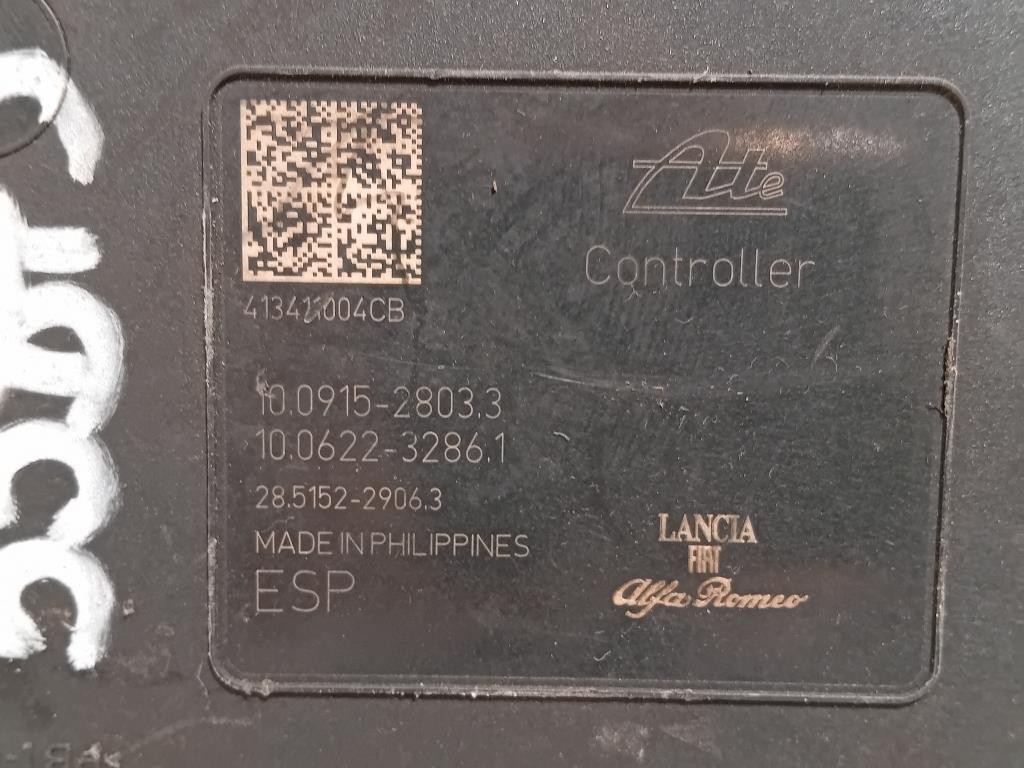 Ate
Controller
10.0915-2803.3
10.0622-3286.1
28.5152-2906.3
MADE IN PHILIPPINES
ESP
LANCIA
FIAT
Alfa Romeo